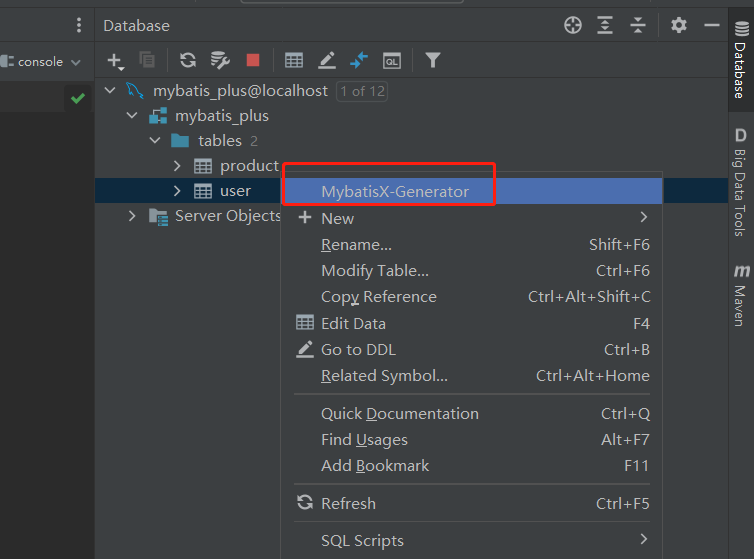 Database
console
mybatis_plus@localhost 1 of 12
mybatis_plus
tables 2
product
user
Server Objects
MybatisX-Generator
New
Rename... Shift+F6
Modify Table... Ctrl+F6
Copy Reference Ctrl+Alt+Shift+C
Edit Data F4
Go to DDL Ctrl+B
Related Symbol... Ctrl+Alt+Home
Quick Documentation Ctrl+Q
Find Usages Alt+F7
Add Bookmark F11
Refresh Ctrl+F5
SQL Scripts
QL
Database
D Big Data Tools
m Maven